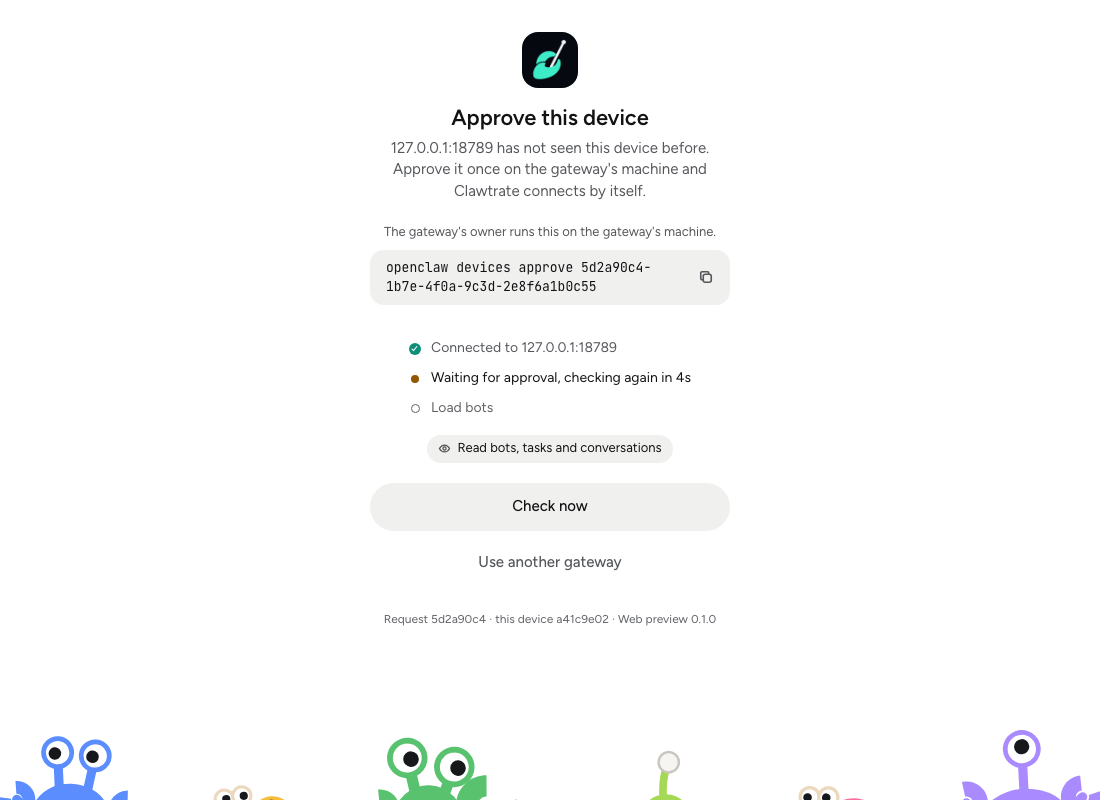 Approve this device
127.0.0.1:18789 has not seen this device before.
Approve it once on the gateway's machine and
Clawtrate connects by itself.
The gateway's owner runs this on the gateway's machine.
openclaw devices approve 5d2a90c4-
1b7e-4f0a-9c3d-2e8f6a1b0c55
Connected to 127.0.0.1:18789
Waiting for approval, checking again in 4s
Load bots
Read bots, tasks and conversations
Check now
Use another gateway
Request 5d2a90c4 · this device a41c9e02 · Web preview 0.1.0